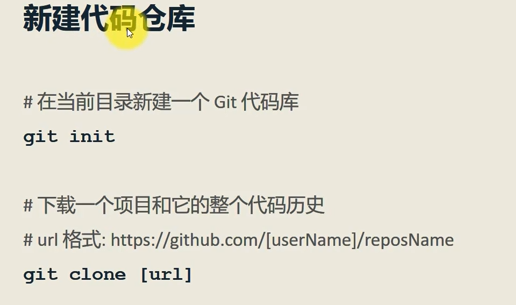 新建代码仓库
# 在当前目录新建一个 Git 代码库
git init
# 下载一个项目和它的整个代码历史
# url 格式: https://github.com/[userName]/reposName
git clone [url]